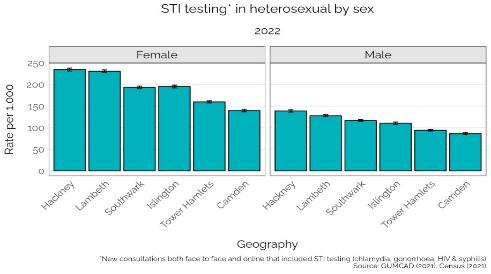 STI testing* in heterosexual by sex
2022
Female
Male
Rate per 1.000
250
200
150
100
50
0
Hackney
Lambeth
Southwark
Islington
Tower Hamlets
Camden
Hackney
Lambeth
Southwark
Islington
Tower Hamlets
Camden
Geography
*New consultations both face to face and online that included STI testing (chlamydia, gonorrhoea, HIV & syphilis)
Source: GUMCAD (2021); Census (2021)